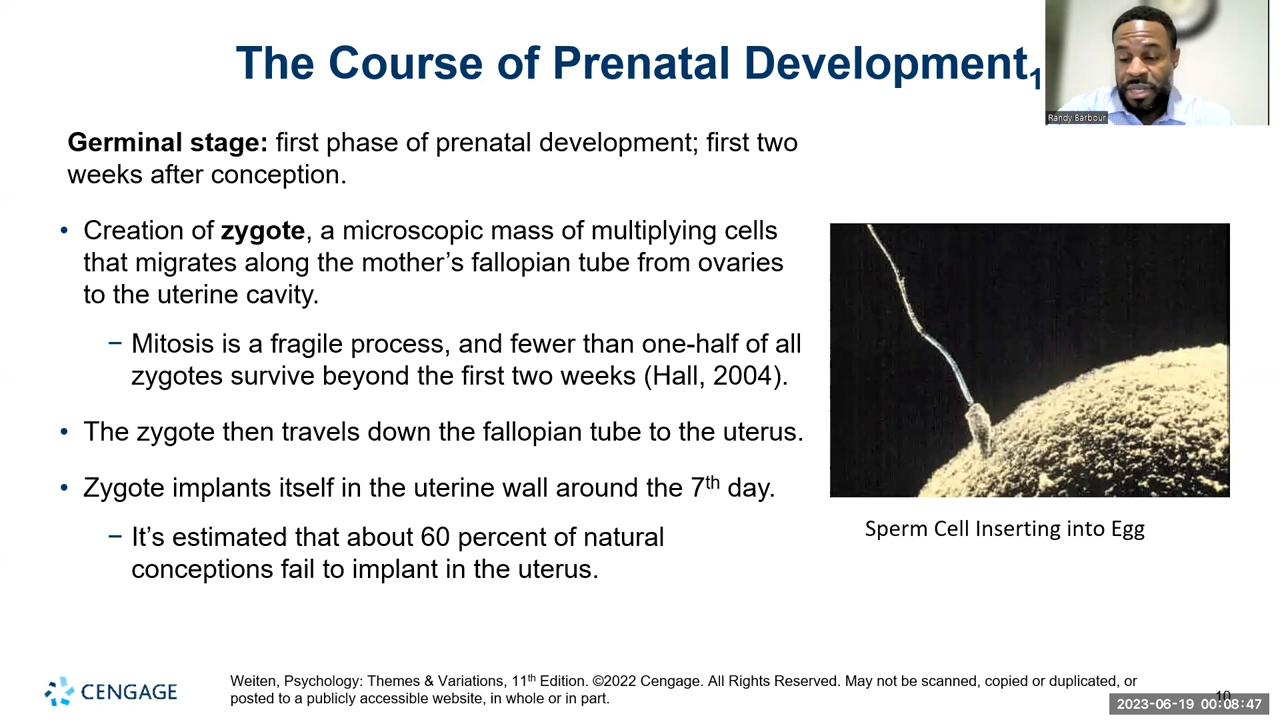 The Course of Prenatal Development1
Randy Barbour
Germinal stage: first phase of prenatal development; first two
weeks after conception.
• Creation of zygote, a microscopic mass of multiplying cells
that migrates along the mother’s fallopian tube from ovaries
to the uterine cavity.
− Mitosis is a fragile process, and fewer than one-half of all
zygotes survive beyond the first two weeks (Hall, 2004).
• The zygote then travels down the fallopian tube to the uterus.
• Zygote implants itself in the uterine wall around the 7th day.
− It’s estimated that about 60 percent of natural
conceptions fail to implant in the uterus.
Sperm Cell Inserting into Egg
CENGAGE
Weiten, Psychology: Themes & Variations, 11th Edition. ©2022 Cengage. All Rights Reserved. May not be scanned, copied or duplicated, or
posted to a publicly accessible website, in whole or in part.
10
2023-06-19 00:08:47